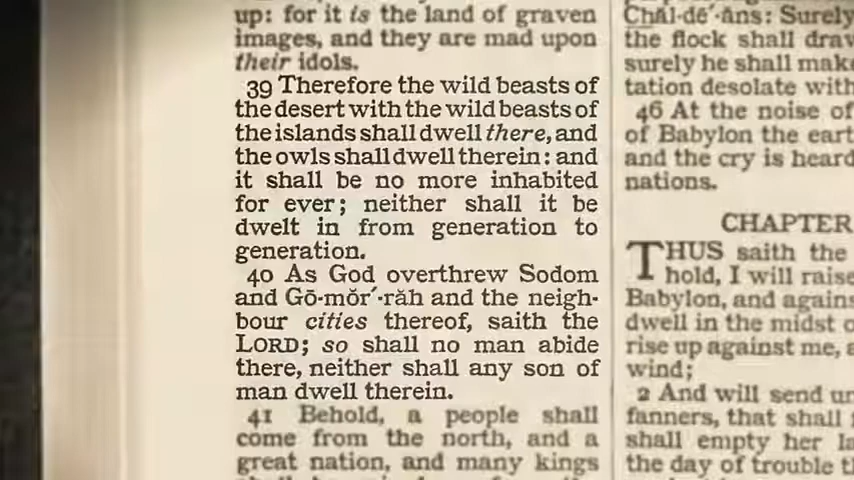 up: for it is the land of graven
images, and they are mad upon
their idols.
39 Therefore the wild beasts of
the desert with the wild beasts of
the islands shall dwell there, and
the owls shall dwell therein: and
it shall be no more inhabited
for ever; neither shall it be
dwelt in from generation to
generation.
40 As God overthrew Sodom
and Gō-mŏr´-răh and the neigh-
bour cities thereof, saith the
LORD; so shall no man abide
there, neither shall any son of
man dwell therein.
41 Behold, a people shall
come from the north, and a
great nation, and many kings
Chăl-dē´-ăns: Surely
the flock shall draw
surely he shall make
tation desolate with
46 At the noise of
of Babylon the eart
and the cry is heard
nations.
CHAPTER
THUS saith the
hold, I will raise
Babylon, and agains
dwell in the midst o
rise up against me, a
wind;
2 And will send un
fanners, that shall
shall empty her la
the day of trouble th